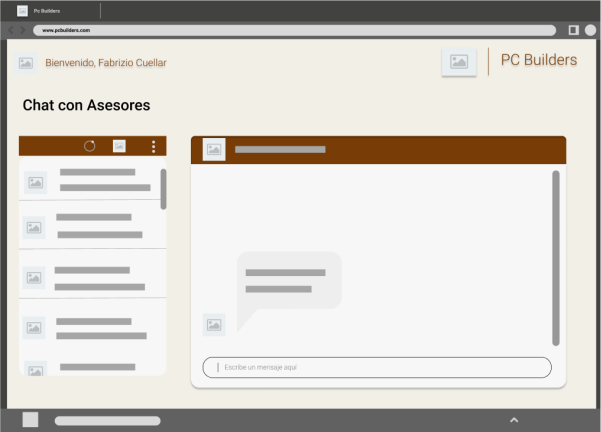 Pc Builders
www.pcbuilders.com
Bienvenido, Fabrizio Cuellar
PC Builders
Chat con Asesores
Escribe un mensaje aqui